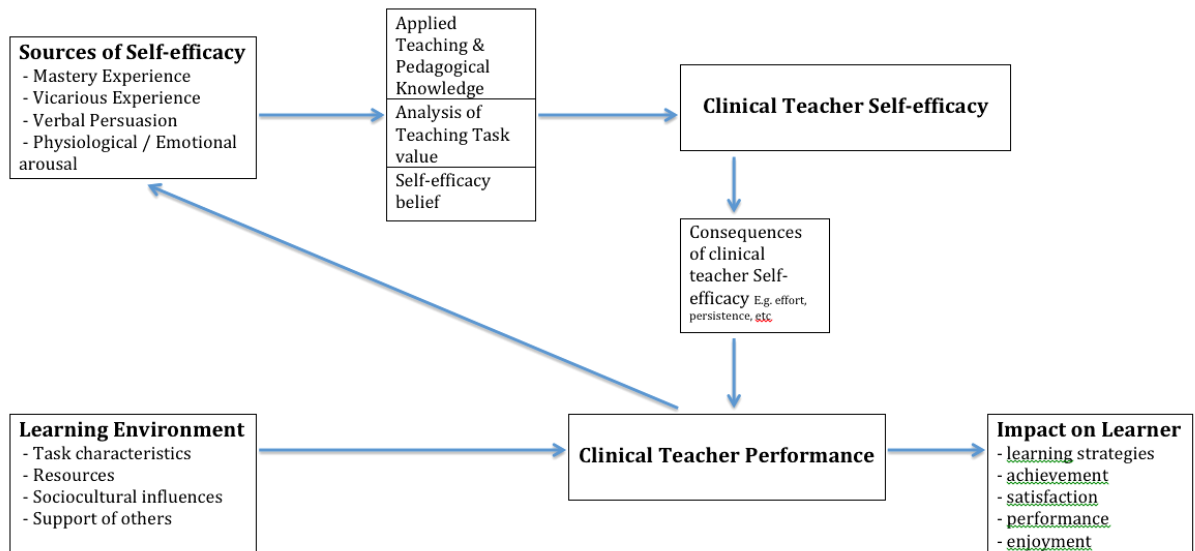 Sources of Self-efficacy
- Mastery Experience
- Vicarious Experience
- Verbal Persuasion
- Physiological / Emotional
arousal
Applied
Teaching &
Pedagogical
Knowledge
Analysis of
Teaching Task
value
Self-efficacy
belief
Clinical Teacher Self-efficacy
Consequences
of clinical
teacher Self-
efficacy E.g. effort,
persistence, etc
Learning Environment
- Task characteristics
- Resources
- Sociocultural influences
- Support of others
Clinical Teacher Performance
Impact on Learner
- learning strategies
- achievement
- satisfaction
- performance
- enjoyment